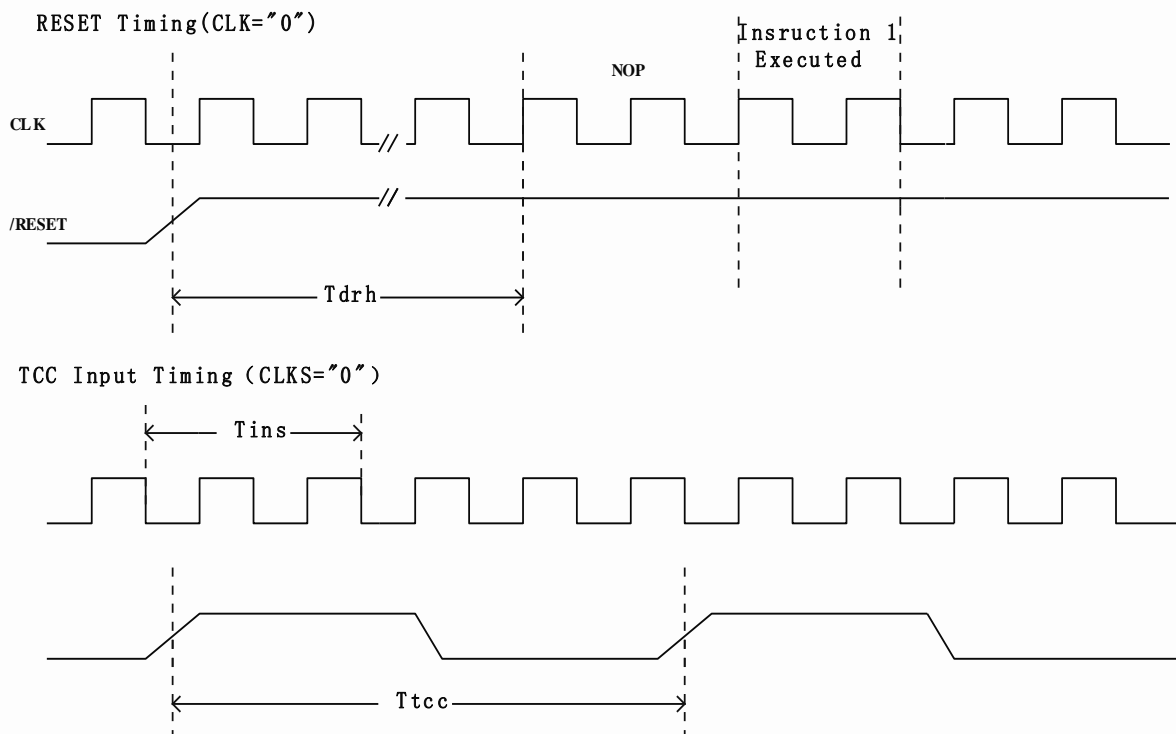 RESET Timing(CLK="0")
Insruction 1
Executed
NOP
CLK
/RESET
Tdrh
TCC Input Timing (CLKS="0")
Tins
Ttcc